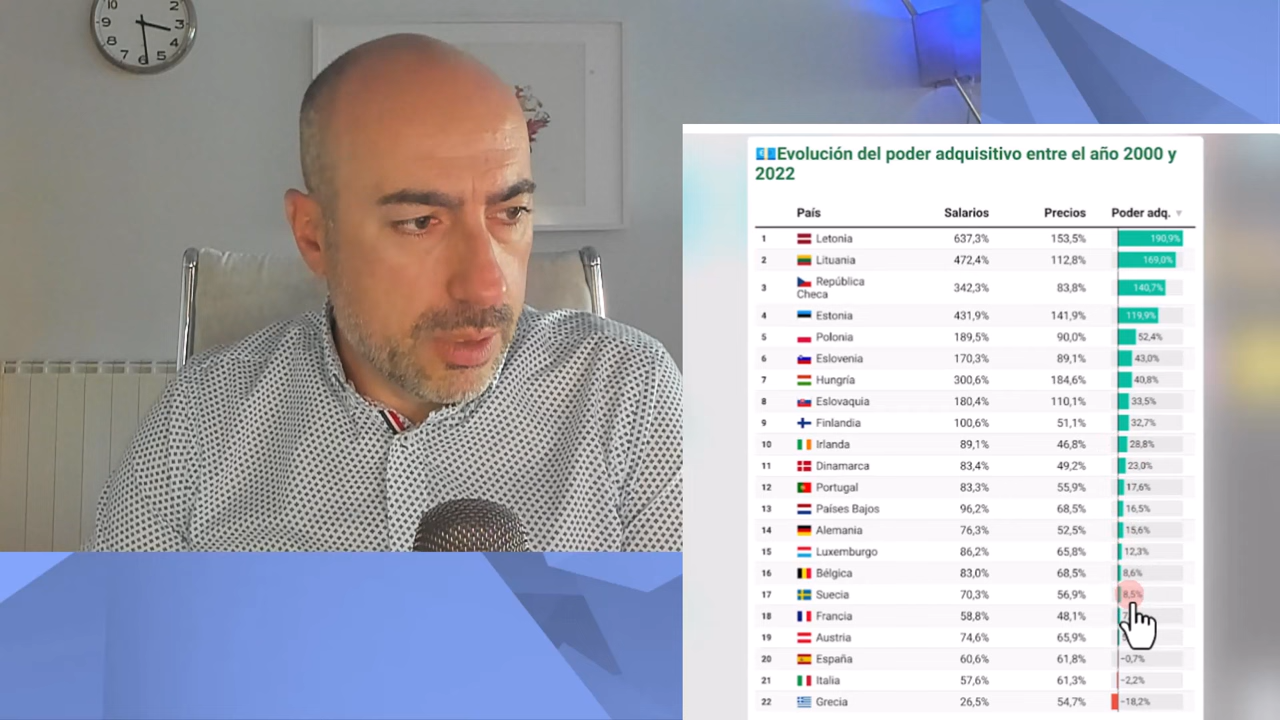 10 2
9 3
8 4
7 6
Evolución del poder adquisitivo entre el año 2000 y
2022
País Salarios Precios Poder adq.
1 Letonia 637,3% 153,5% 190,9%
2 Lituania 472,4% 112,8% 169,0%
3 República Checa 342,3% 83,8% 140,7%
4 Estonia 431,9% 141,9% 119,9%
5 Polonia 189,5% 90,0% 52,4%
6 Eslovenia 170,3% 89,1% 43,0%
7 Hungría 300,6% 184,6% 40,8%
8 Eslovaquia 180,4% 110,1% 33,5%
9 Finlandia 100,6% 51,1% 32,7%
10 Irlanda 89,1% 46,8% 28,8%
11 Dinamarca 83,4% 49,2% 23,0%
12 Portugal 83,3% 55,9% 17,6%
13 Países Bajos 96,2% 68,5% 16,5%
14 Alemania 76,3% 52,5% 15,6%
15 Luxemburgo 86,2% 65,8% 12,3%
16 Bélgica 83,0% 68,5% 8,6%
17 Suecia 70,3% 56,9% 8,5%
18 Francia 58,8% 48,1%
19 Austria 74,6% 65,9%
20 España 60,6% 61,8% -0,7%
21 Italia 57,6% 61,3% -2,2%
22 Grecia 26,5% 54,7% -18,2%